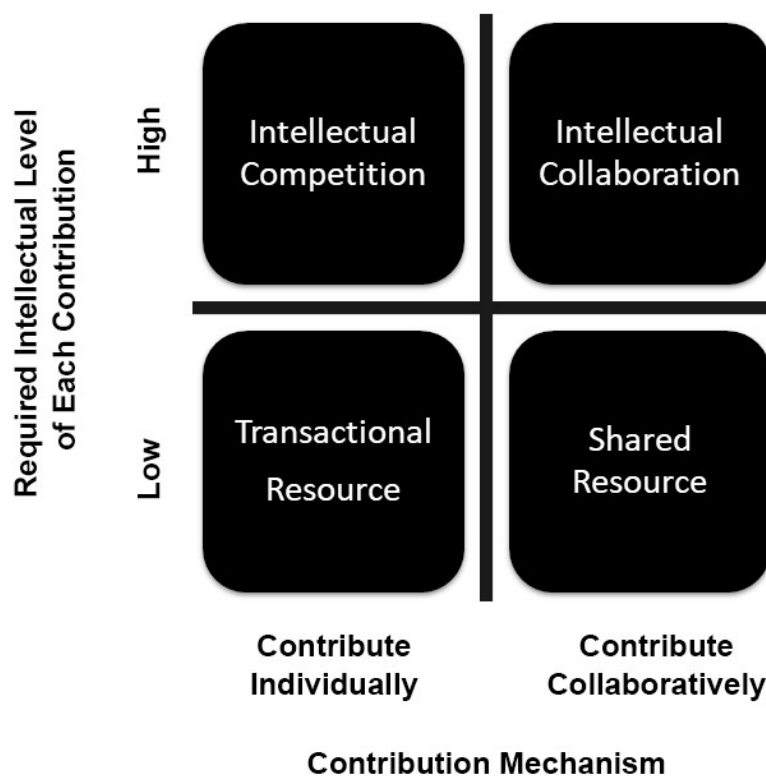 Required Intellectual Level
of Each Contribution
High
Intellectual
Competition
Intellectual
Collaboration
Low
Transactional
Resource
Shared
Resource
Contribute
Individually
Contribute
Collaboratively
Contribution Mechanism